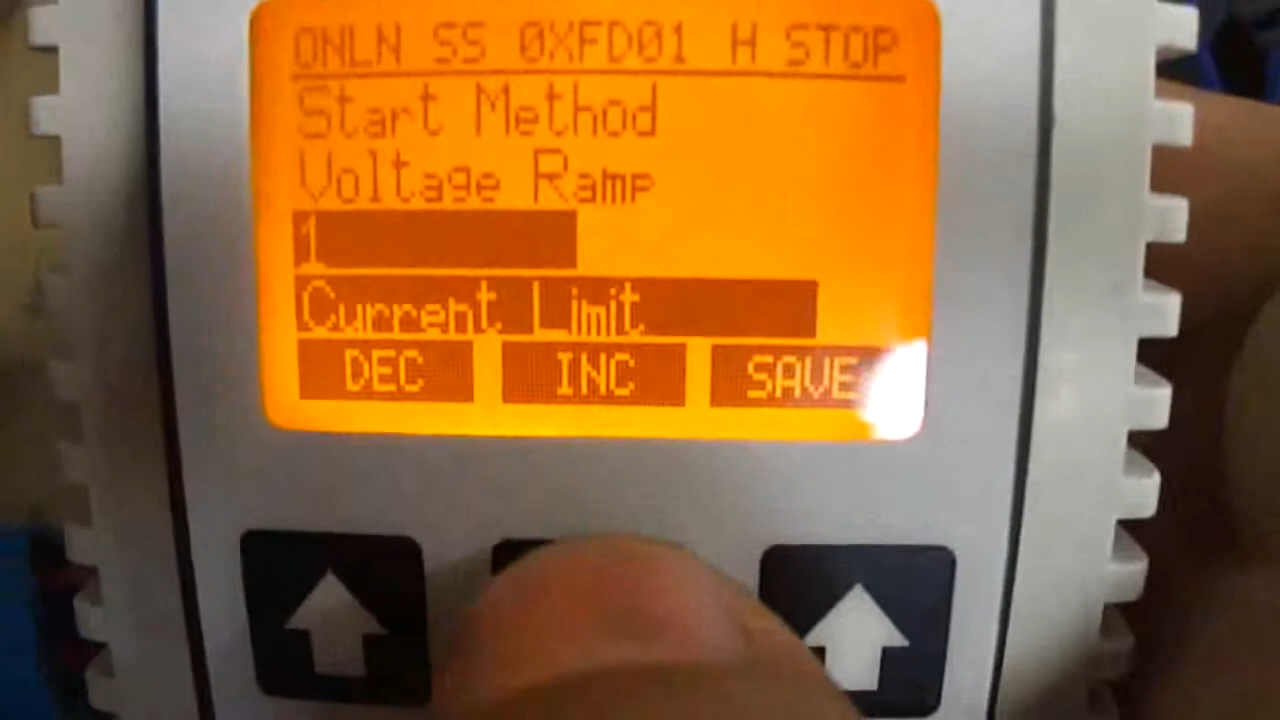 ONLN SS 0XFD01 H STOP
Start Method
Voltage Ramp
1
Current Limit
DEC INC SAVE